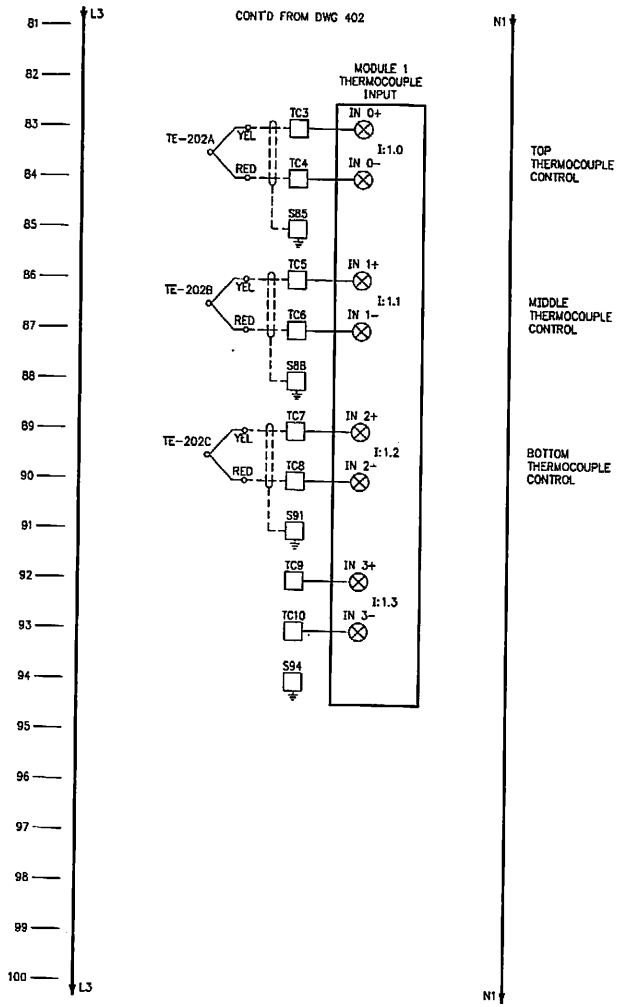 L3
CONT'D FROM DWG 402
N1
81
82
MODULE 1
THERMOCOUPLE
INPUT
83
TE-202A
YEL
TC3
IN 0+
I:1.0
TOP
THERMOCOUPLE
CONTROL
84
RED
TC4
IN 0-
85
S85
86
TE-202B
YEL
TC5
IN 1+
I:1.1
MIDDLE
THERMOCOUPLE
CONTROL
87
RED
TC6
IN 1-
88
S88
89
TE-202C
YEL
TC7
IN 2+
I:1.2
BOTTOM
THERMOCOUPLE
CONTROL
90
RED
TC8
IN 2-
91
S91
92
TC9
IN 3+
I:1.3
93
TC10
IN 3-
94
S94
95
96
97
98
99
100
L3
N1